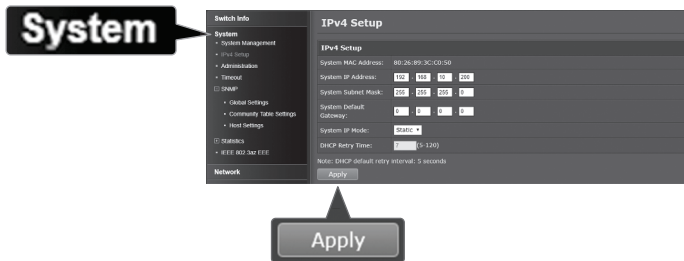 System
Switch Info
System
System Management
IPv4 Setup
Administration
Timeout
SNMP
Global Settings
Community Table Settings
Host Settings
Statistics
IEEE 802.3az EEE
Network
IPv4 Setup
IPv4 Setup
System MAC Address: 80:26:89:3C:C0:50
System IP Address: 192 . 168 . 10 . 200
System Subnet Mask: 255 . 255 . 255 . 0
System Default Gateway: 0 . 0 . 0 . 0
System IP Mode: Static
DHCP Retry Time: 7 (5-120)
Note: DHCP default retry interval: 5 seconds
Apply
Apply